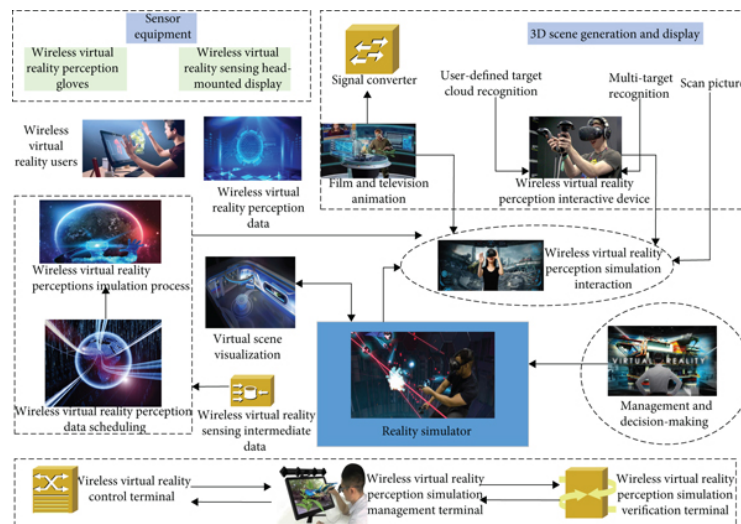 Sensor
equipment
Wireless virtual
reality perception
gloves
Wireless virtual
reality sensing head-
mounted display
3D scene generation and display
Signal converter
User-defined target
cloud recognition
Multi-target
recognition
Scan picture
Wireless
virtual
reality users
Wireless virtual
reality perception
data
Film and television
animation
Wireless virtual reality
perception interactive device
Wireless virtual reality
perceptions imulation process
Wireless virtual reality
perception simulation
interaction
Virtual scene
visualization
Wireless virtual reality perception
data scheduling
Wireless virtual reality
sensing intermediate
data
Reality simulator
VIRTUAL REALITY
Management and
decision-making
Wireless virtual reality
control terminal
Wireless virtual reality
perception simulation
management terminal
Wireless virtual reality
perception simulation
verification terminal